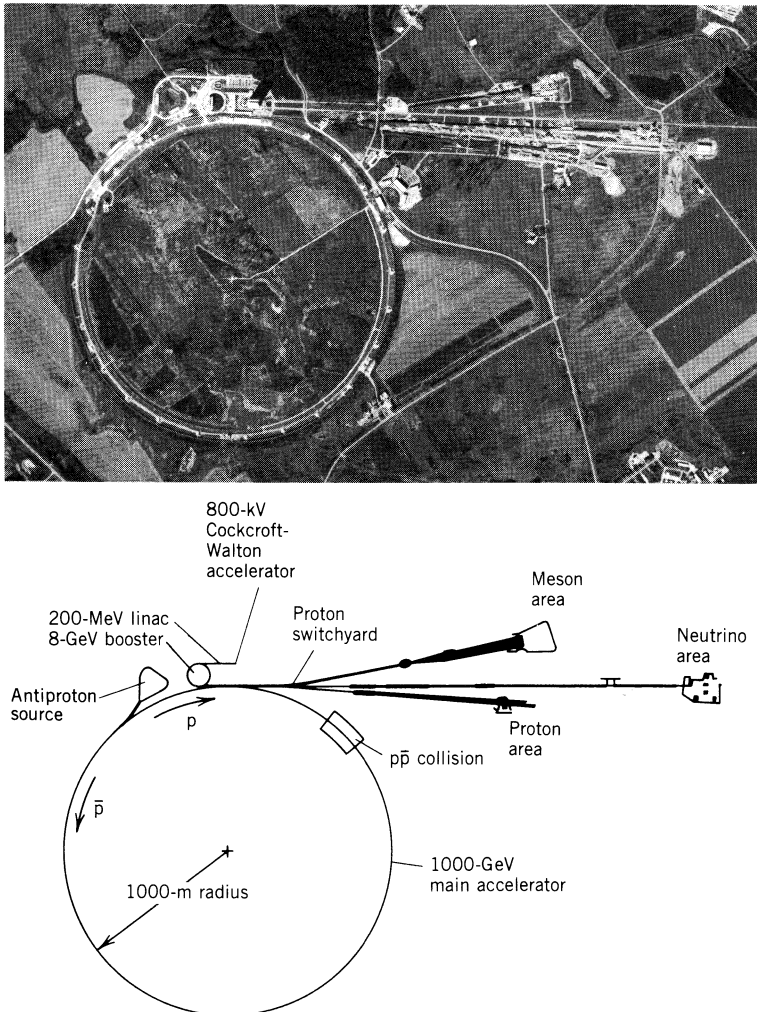 800-kV
Cockcroft-
Walton
accelerator
Meson
area
200-MeV linac
8-GeV booster
Proton
switchyard
Neutrino
area
Antiproton
source
p
Proton
area
pp̄ collision
p̄
1000-m radius
1000-GeV
main accelerator